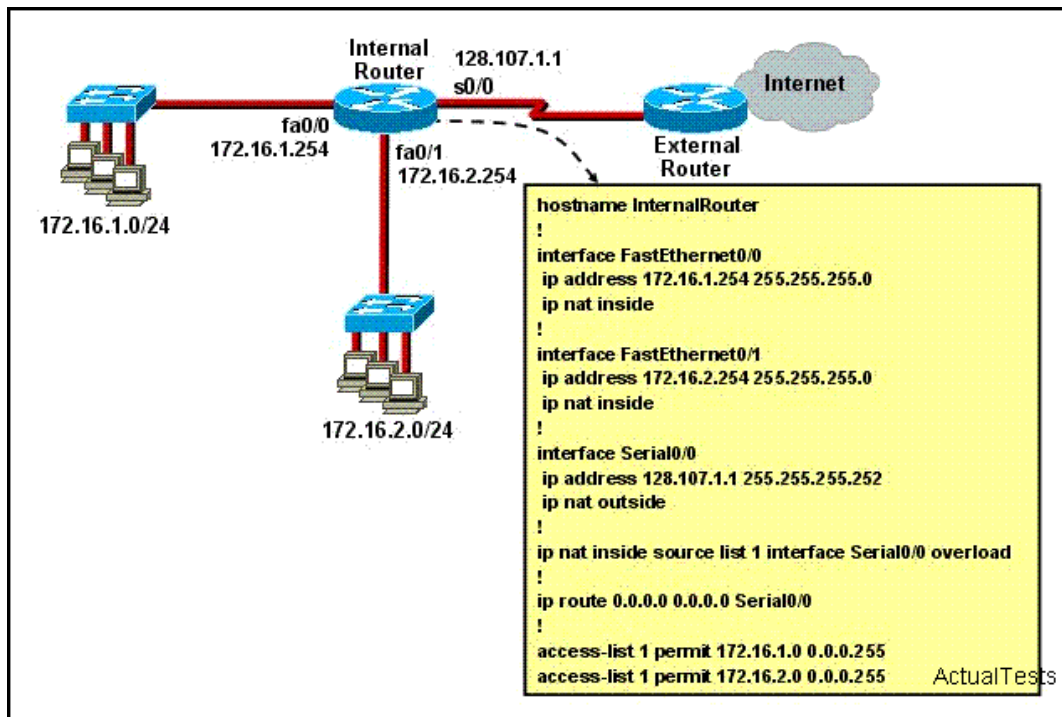 Internal
Router
128.107.1.1
s0/0
Internet
fa0/0
172.16.1.254
fa0/1
172.16.2.254
External
Router
172.16.1.0/24
172.16.2.0/24
hostname InternalRouter
!
interface FastEthernet0/0
ip address 172.16.1.254 255.255.255.0
ip nat inside
!
interface FastEthernet0/1
ip address 172.16.2.254 255.255.255.0
ip nat inside
!
interface Serial0/0
ip address 128.107.1.1 255.255.255.252
ip nat outside
!
ip nat inside source list 1 interface Serial0/0 overload
!
ip route 0.0.0.0 0.0.0.0 Serial0/0
!
access-list 1 permit 172.16.1.0 0.0.0.255
access-list 1 permit 172.16.2.0 0.0.0.255
ActualTests